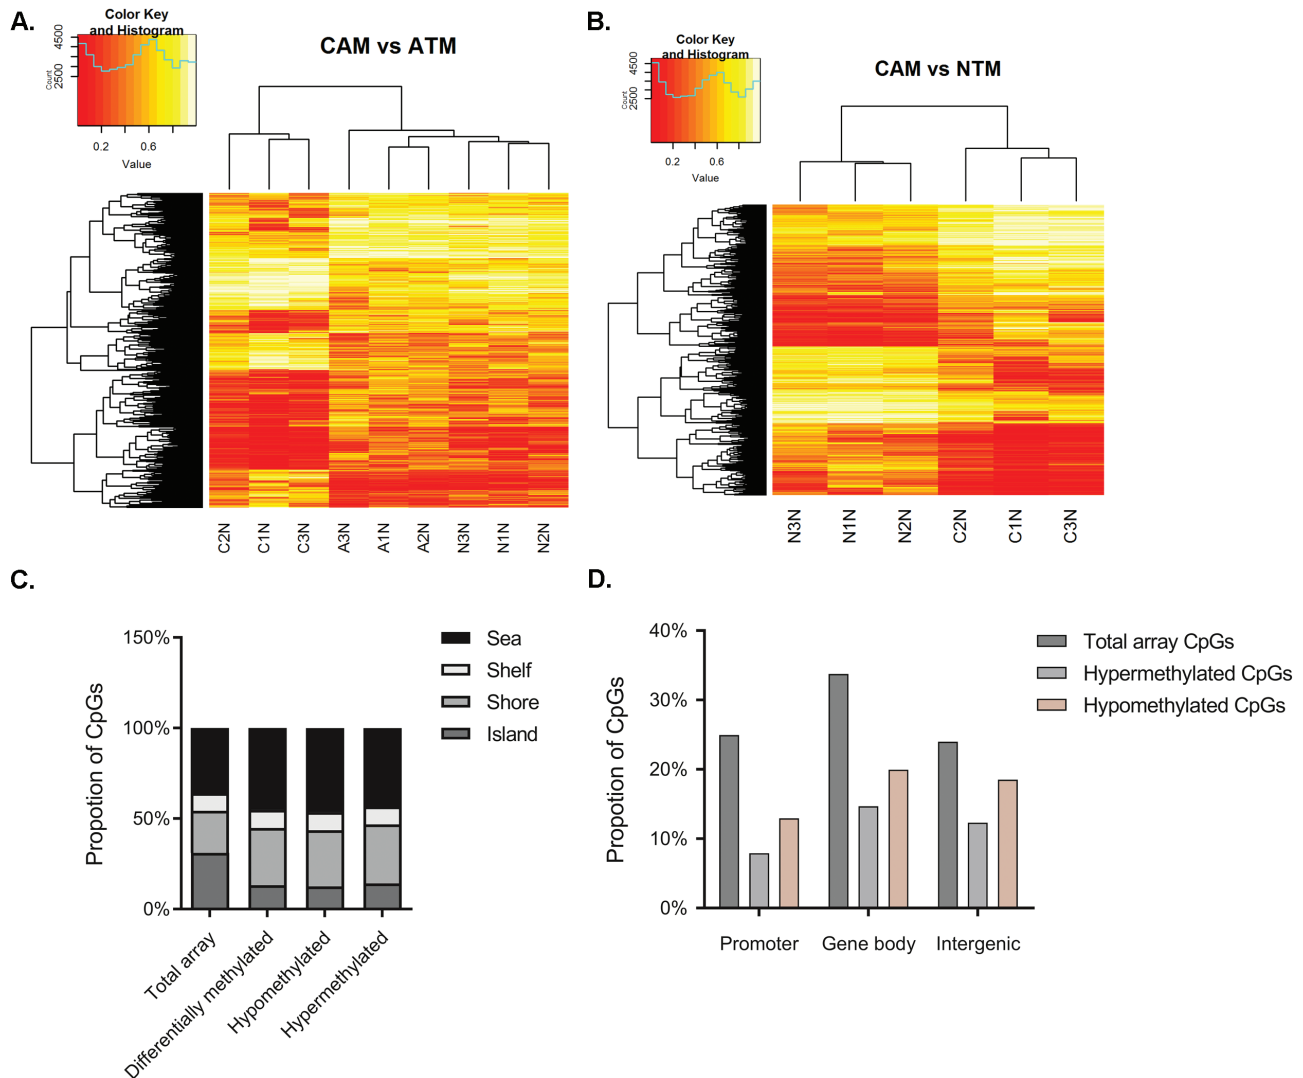 A.
Color Key
and Histogram
4500
2500
Count
0.2
0.6
Value
CAM vs ATM
C2N
C1N
C3N
A3N
A1N
A2N
N3N
N1N
N2N
B.
Color Key
and Histogram
4500
2500
Count
0.2
0.6
Value
CAM vs NTM
N3N
N1N
N2N
C2N
C1N
C3N
C.
150%
100%
50%
0%
Propotion of CpGs
Sea
Shelf
Shore
Island
Total array
Differentially methylated
Hypomethylated
Hypermethylated
D.
40%
30%
20%
10%
0%
Propotion of CpGs
Total array CpGs
Hypermethylated CpGs
Hypomethylated CpGs
Promoter
Gene body
Intergenic